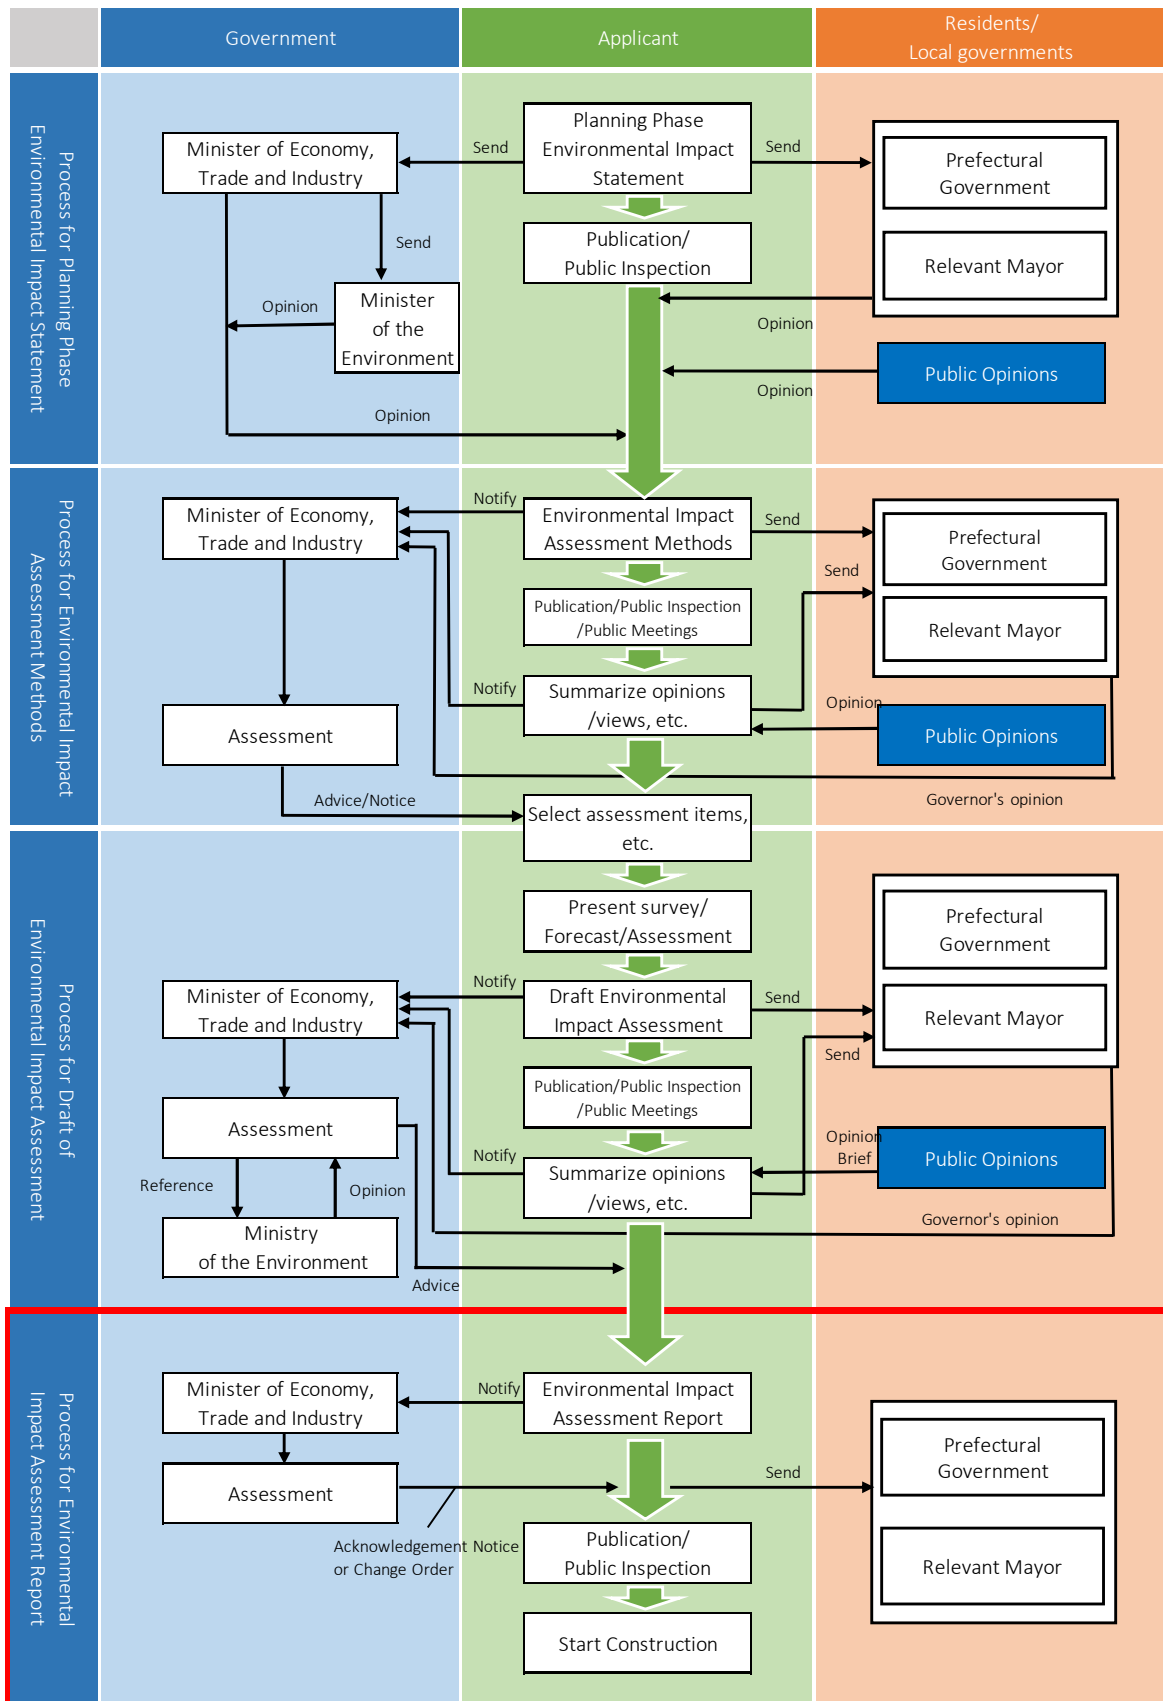 Government
Applicant
Residents/
Local governments
Process for Planning Phase
Environmental Impact Statement
Minister of Economy,
Trade and Industry
Send
Planning Phase
Environmental Impact
Statement
Send
Prefectural
Government
Send
Publication/
Public Inspection
Relevant Mayor
Opinion
Minister
of the
Environment
Opinion
Public Opinions
Opinion
Opinion
Process for Environmental Impact
Assessment Methods
Minister of Economy,
Trade and Industry
Notify
Environmental Impact
Assessment Methods
Send
Prefectural
Government
Send
Publication/Public Inspection
/Public Meetings
Relevant Mayor
Notify
Summarize opinions
/views, etc.
Opinion
Public Opinions
Assessment
Advice/Notice
Governor's opinion
Select assessment items,
etc.
Process for Draft of
Environmental Impact Assessment
Present survey/
Forecast/Assessment
Prefectural
Government
Minister of Economy,
Trade and Industry
Notify
Draft Environmental
Impact Assessment
Send
Relevant Mayor
Send
Publication/Public Inspection
/Public Meetings
Assessment
Notify
Summarize opinions
/views, etc.
Opinion
Brief
Public Opinions
Reference
Opinion
Governor's opinion
Ministry
of the Environment
Advice
Process for Environmental
Impact Assessment Report
Minister of Economy,
Trade and Industry
Notify
Environmental Impact
Assessment Report
Prefectural
Government
Send
Assessment
Acknowledgement Notice
or Change Order
Publication/
Public Inspection
Relevant Mayor
Start Construction